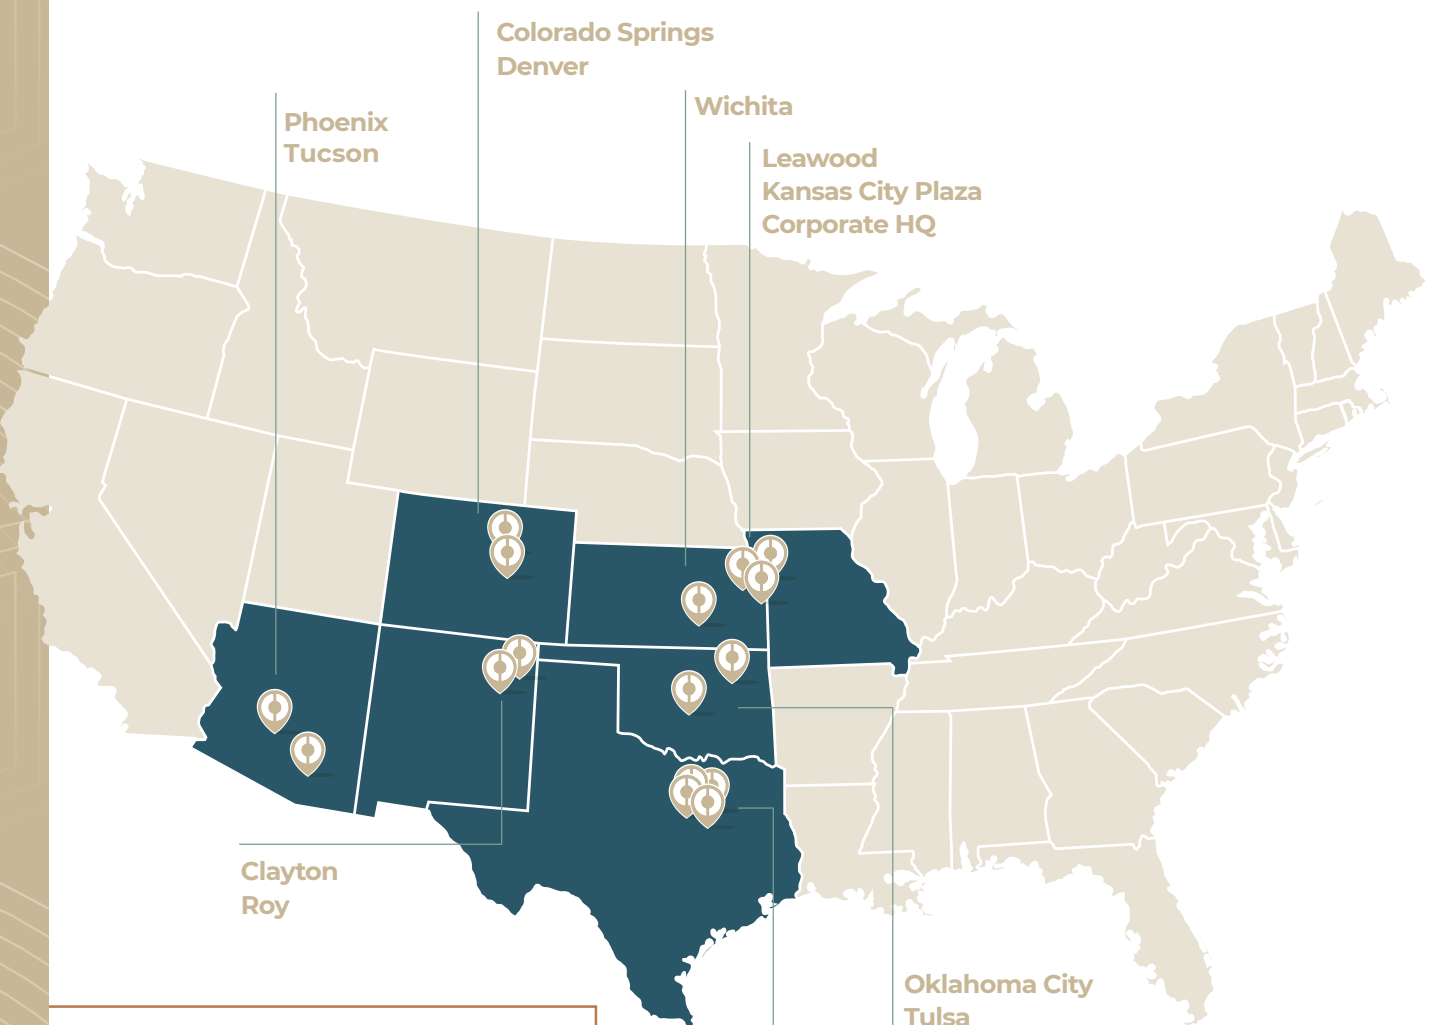 Colorado Springs
Denver
Wichita
Phoenix
Tucson
Leawood
Kansas City Plaza
Corporate HQ
Clayton
Roy
Oklahoma City
Tulsa